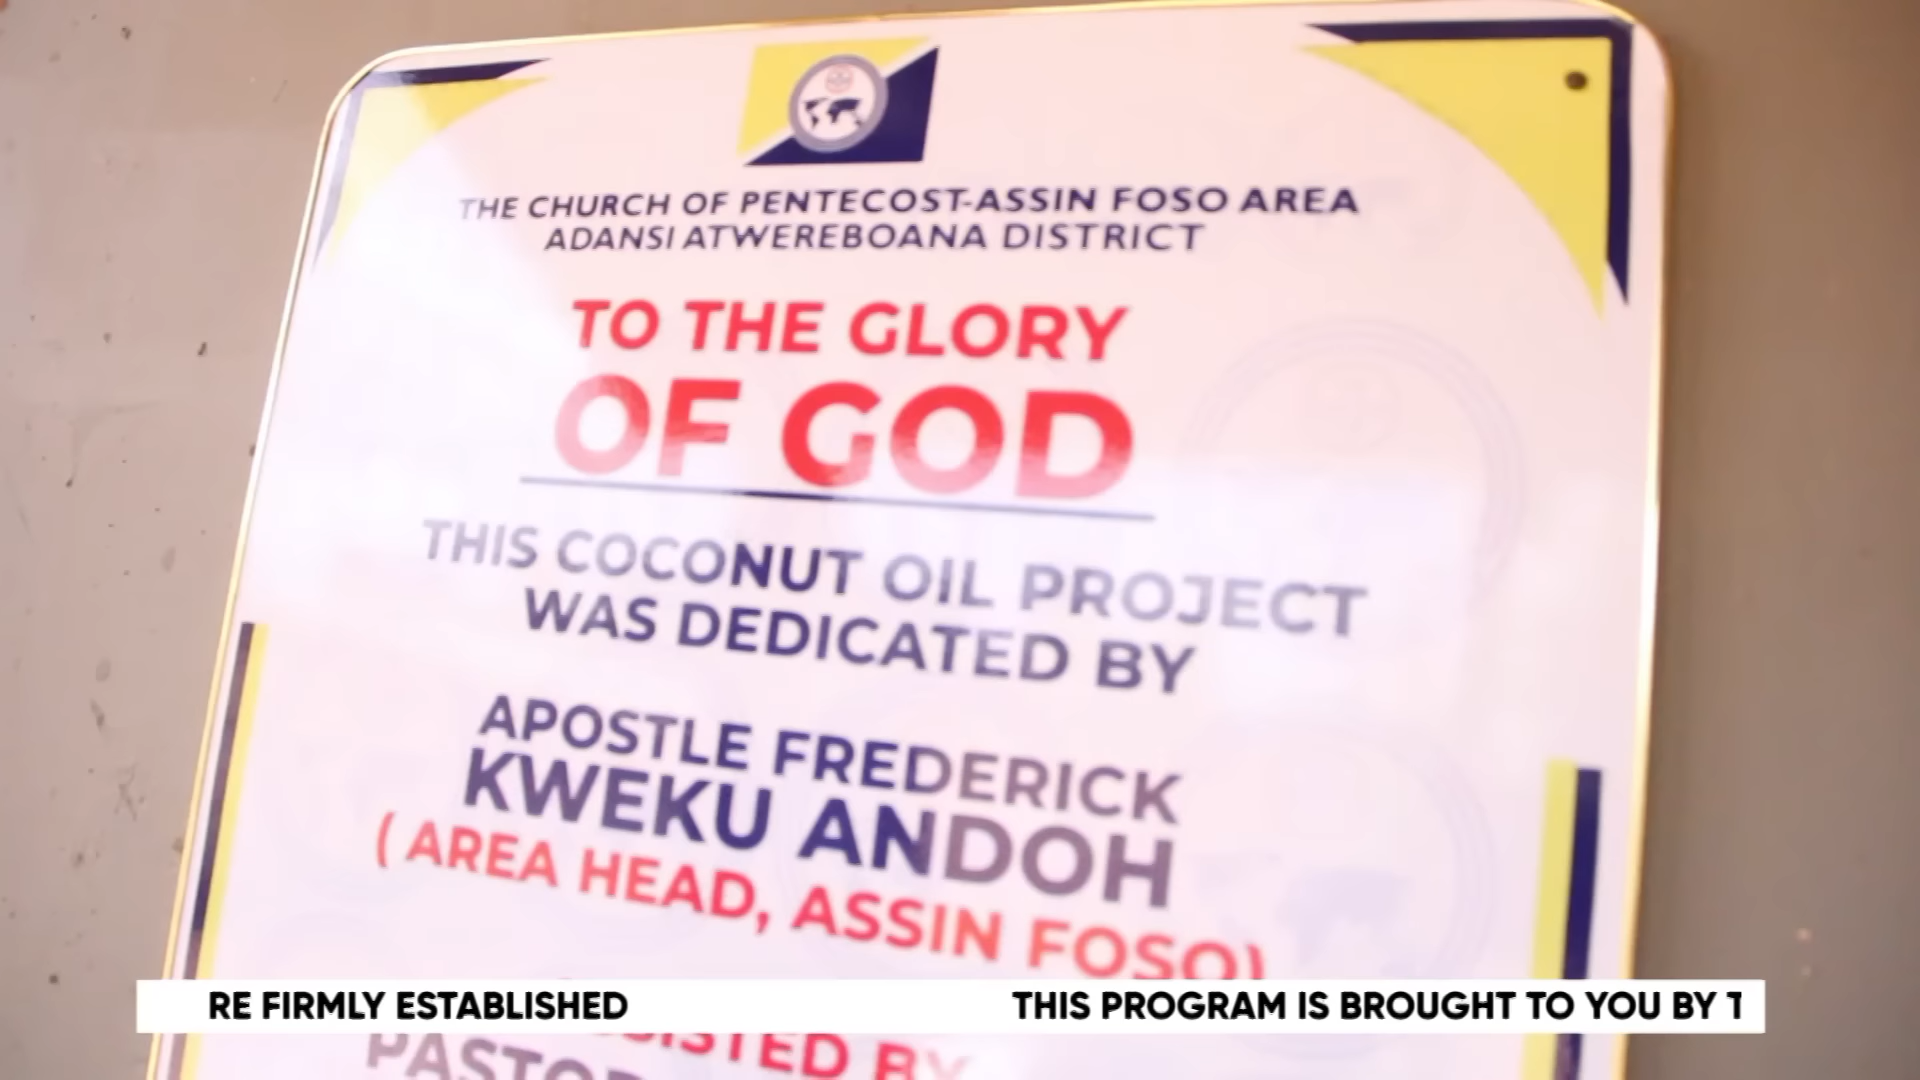 THE CHURCH OF PENTECOST-ASSIN FOSO AREA
ADANSI ATWEREBOANA DISTRICT
TO THE GLORY
OF GOD
THIS COCONUT OIL PROJECT
WAS DEDICATED BY
APOSTLE FREDERICK
KWEKU ANDOH
( AREA HEAD, ASSIN FOSO)
BY
RE FIRMLY ESTABLISHED THIS PROGRAM IS BROUGHT TO YOU BY